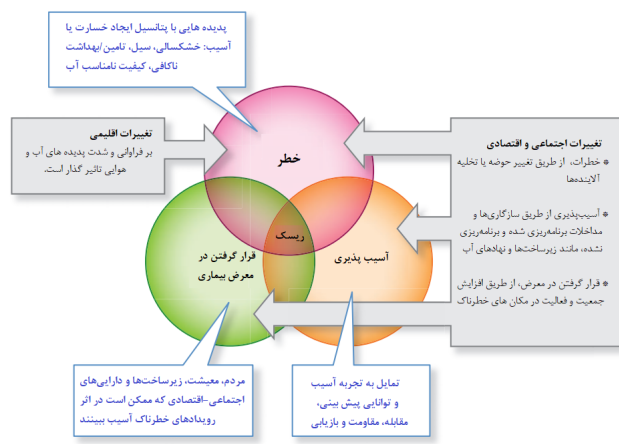 پدیده هایی با پتانسیل ایجاد خسارت یا
آسیب: خشکسالی، سیل، تامین/بهداشت
ناکافی، کیفیت نامناسب آب
تغییرات اقلیمی
بر فراوانی و شدت پدیده های آب و
هوایی تاثیر گذار است.
خطر
ریسک
قرار گرفتن در
معرض بیماری
آسیب پذیری
تغییرات اجتماعی و اقتصادی
* خطرات، از طریق تغییر حوضه یا تخلیه
آلاینده‌ها
* آسیب‌پذیری از طریق سازگاری‌ها و
مداخلات برنامه‌ریزی شده و برنامه‌ریزی
نشده، مانند زیرساخت‌ها و نهادهای آب
* قرار گرفتن در معرض، از طریق افزایش
جمعیت و فعالیت در مکان های خطرناک
مردم، معیشت، زیرساخت‌ها و دارایی‌های
اجتماعی-اقتصادی که ممکن است در اثر
رویدادهای خطرناک آسیب ببینند
تمایل به تجربه آسیب
و توانایی پیش بینی،
مقابله، مقاومت و بازیابی